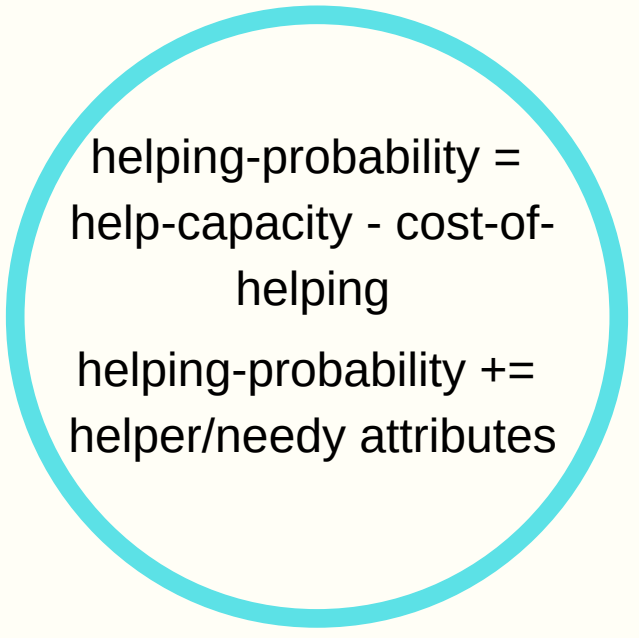 helping-probability =
help-capacity - cost-of-
helping
helping-probability +=
helper/needy attributes